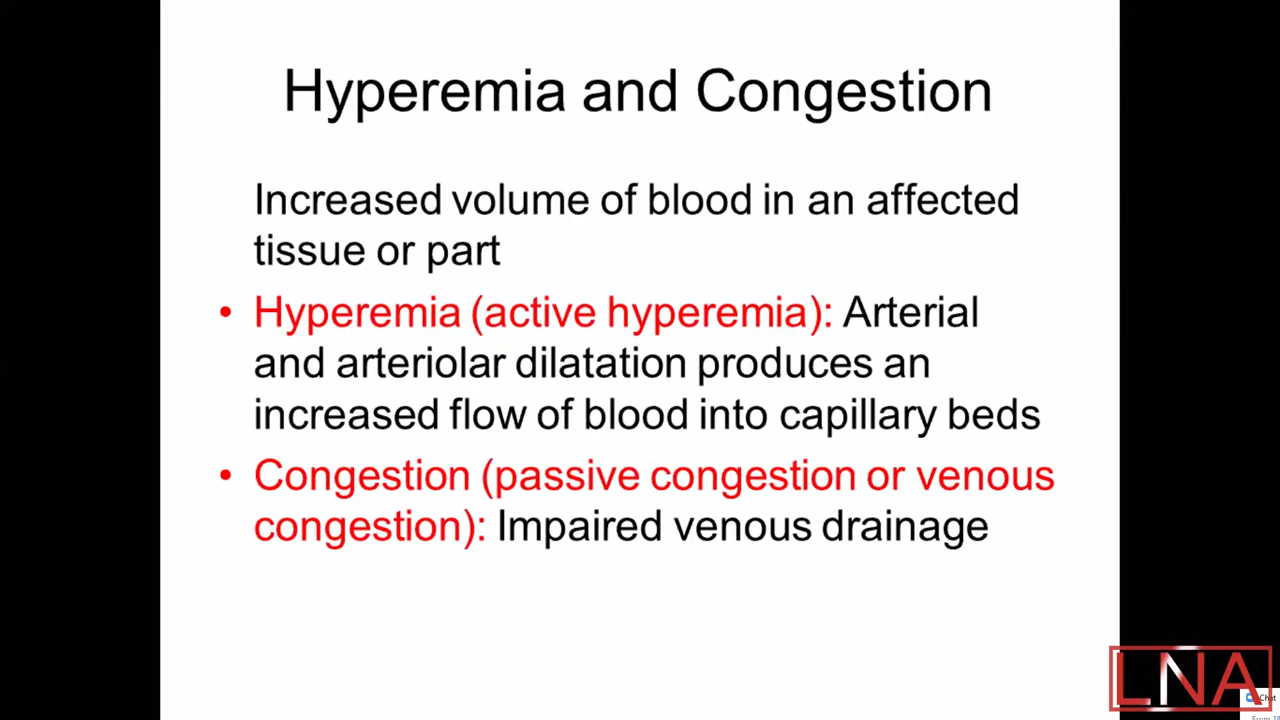 Hyperemia and Congestion
Increased volume of blood in an affected
tissue or part
• Hyperemia (active hyperemia): Arterial
and arteriolar dilatation produces an
increased flow of blood into capillary beds
• Congestion (passive congestion or venous
congestion): Impaired venous drainage
LNA
Chat